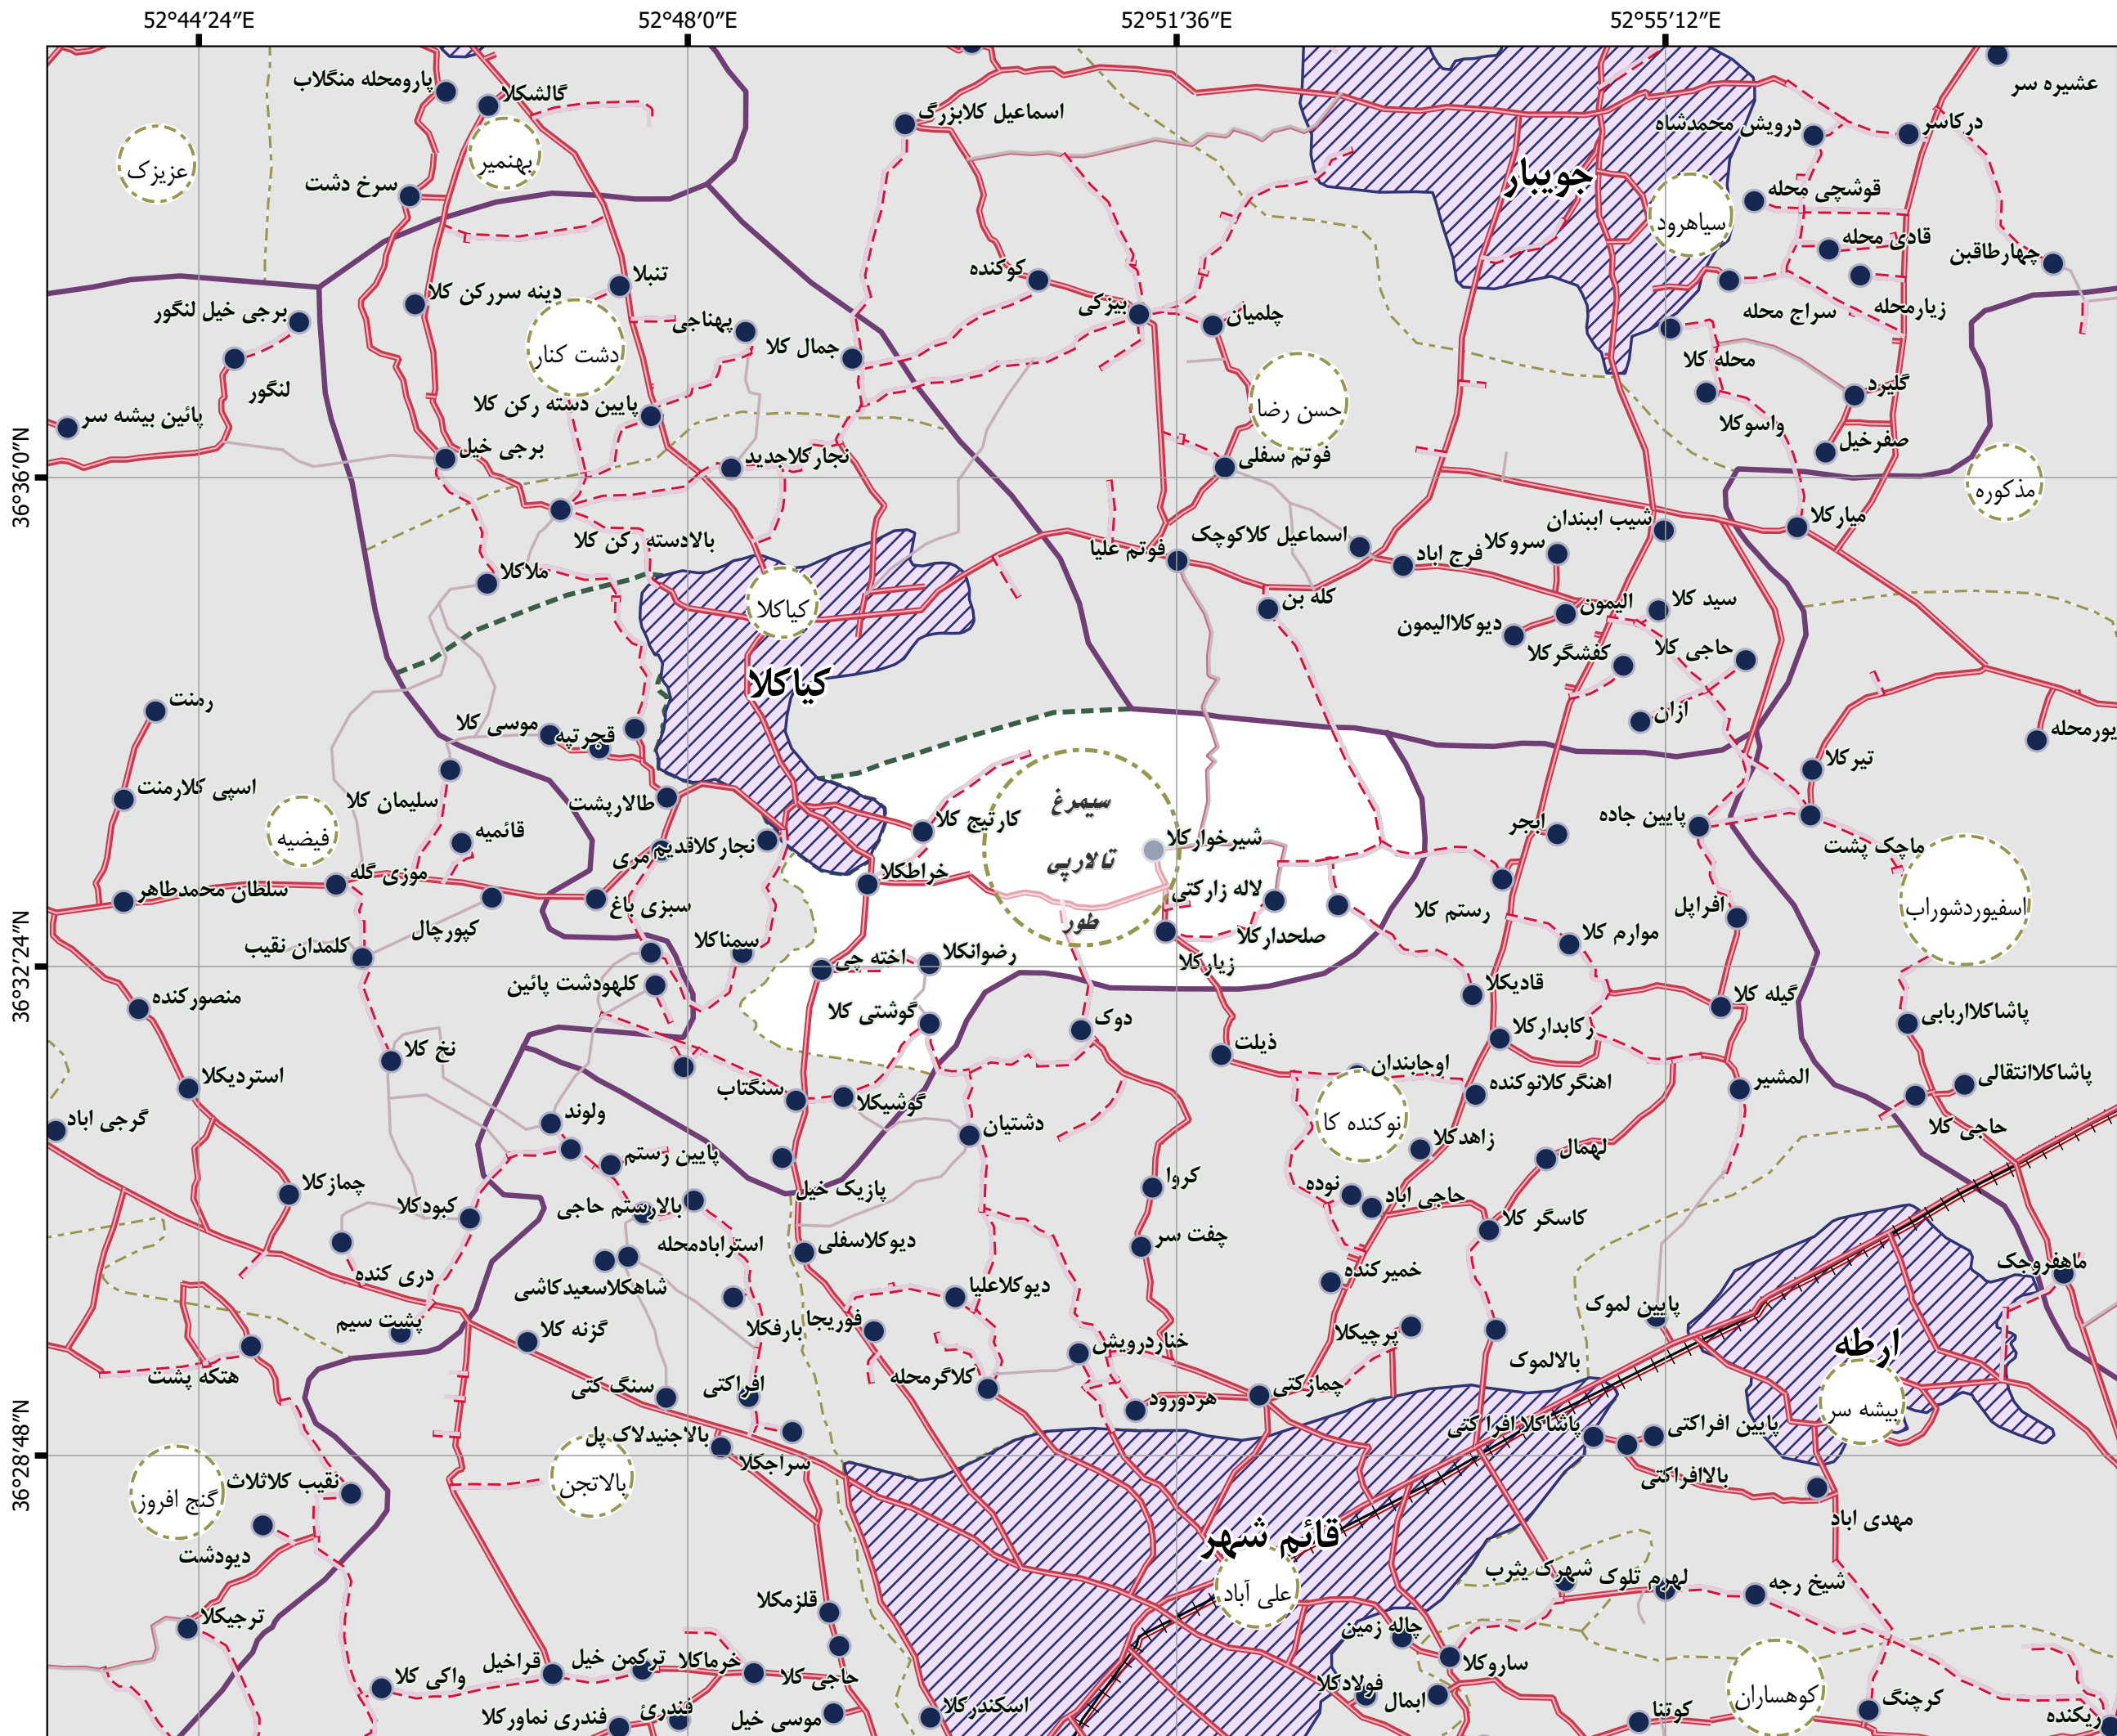 52°44′24″E
52°48′0″E
52°51′36″E
52°55′12″E
36°36′0″N
36°32′24″N
36°28′48″N
پارومحله منگلاب
گالشکلا
اسماعیل کلابزرگ
عشیره سر
درویش محمدشاه
درکاسر
عزیزک
بهنمیر
جویبار
سرخ دشت
قوشچی محله
سیاهرود
قادی محله
چهارطاقبن
کوکنده
تنبلا
دینه سررکن کلا
بیزکی
چلمیان
زیارمحله
سراج محله
برجی خیل لنگور
پهناجی
جمال کلا
دشت کنار
محله کلا
لنگور
گلیرد
حسن رضا
پایین دسته رکن کلا
پائین بیشه سر
واسوکلا
صفرخیل
برجی خیل
نجارکلاجدید
فوتم سفلی
مذکوره
میارکلا
شیب ابندان
اسماعیل کلاکوچک
سروکلا
فرج اباد
فوتم علیا
بالادسته رکن کلا
ملاکلا
کیاکلا
کله بن
الیمون
سید کلا
دیوکلاالیمون
کفشگرکلا
حاجی کلا
کیاکلا
رمنت
موسی کلا
قجرتپه
ازان
یورمحله
تیرکلا
اسپی کلارمنت
سلیمان کلا
طالارپشت
کارتیج کلا
سیمرغ
تالارپی
طور
شیرخوارکلا
ابجر
پایین جاده
ماچک پشت
فیضیه
قائمیه
نجارکلاقدیم
مری
خراطکلا
موزی گله
سلطان محمدطاهر
لاله زارکتی
سبزی باغ
رستم کلا
افراپل
اسفیوردشوراب
کپورچال
صلحدارکلا
موارم کلا
کلمدان نقیب
سمناکلا
اخته چی
رضوانکلا
زیارکلا
کلهودشت پائین
قادیکلا
گیله کلا
منصورکنده
گوشتی کلا
دوک
رکابدارکلا
پاشاکلااربابی
ذیلت
نخ کلا
اوجابندان
استردیکلا
سنگتاب
گوشیکلا
اهنگرکلانوکنده
المشیر
پاشاکلاانتقالی
گرجی اباد
ولوند
دشتیان
نوکنده کا
زاهدکلا
حاجی کلا
لهمال
پایین رستم
چمازکلا
پازیک خیل
کروا
نوده
حاجی اباد
کبودکلا
بالارستم حاجی
کاسگر کلا
چفت سر
دیوکلاسفلی
استرابادمحله
ماهفروجک
دری کنده
شاهکلاسعیدکاشی
دیوکلاعلیا
خمیرکنده
پایین لموک
پشت سیم
گزنه کلا
بارفکلا
فوریجا
خناردرویش
پرچیکلا
بالالموک
ارطه
هتکه پشت
سنگ کتی
افراکتی
کلاگرمحله
هردورود
چمازکتی
بیشه سر
بالاجنیدلاک پل
پاشاکلاافراکتی
پایین افراکتی
سراجکلا
بالاافراکتی
نقیب کلاثلاث
بالاتجن
گنج افروز
قائم شهر
مهدی اباد
دیودشت
علی آباد
شهرک یثرب
لهرم تلوک
شیخ رجه
قلزمکلا
ترجیکلا
چاله زمین
ساروکلا
واکی کلا
قراخیل
ترکمن خیل
خرماکلا
حاجی کلا
فولادکلا
ابمال
کوهساران
کرچنگ
کوتنا
ریکنده
فندری نماورکلا
فندرئ
موسی خیل
اسکندرکلا